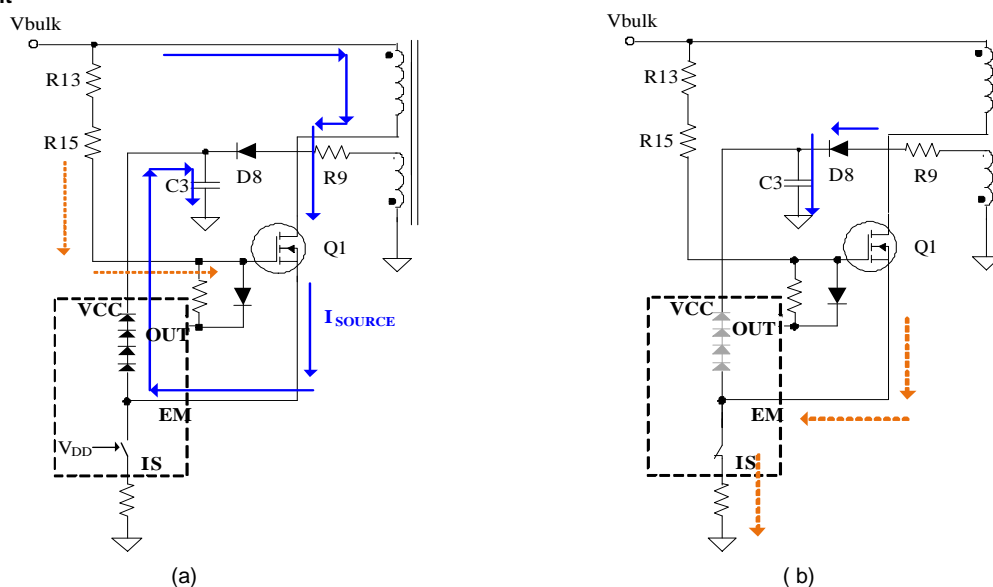 Vbulk
R13
R15
C3
D8
R9
Q1
VCC
OUT
I SOURCE
EM
VDD
IS
(a)
Vbulk
R13
R15
C3
D8
R9
Q1
VCC
OUT
EM
IS
( b)